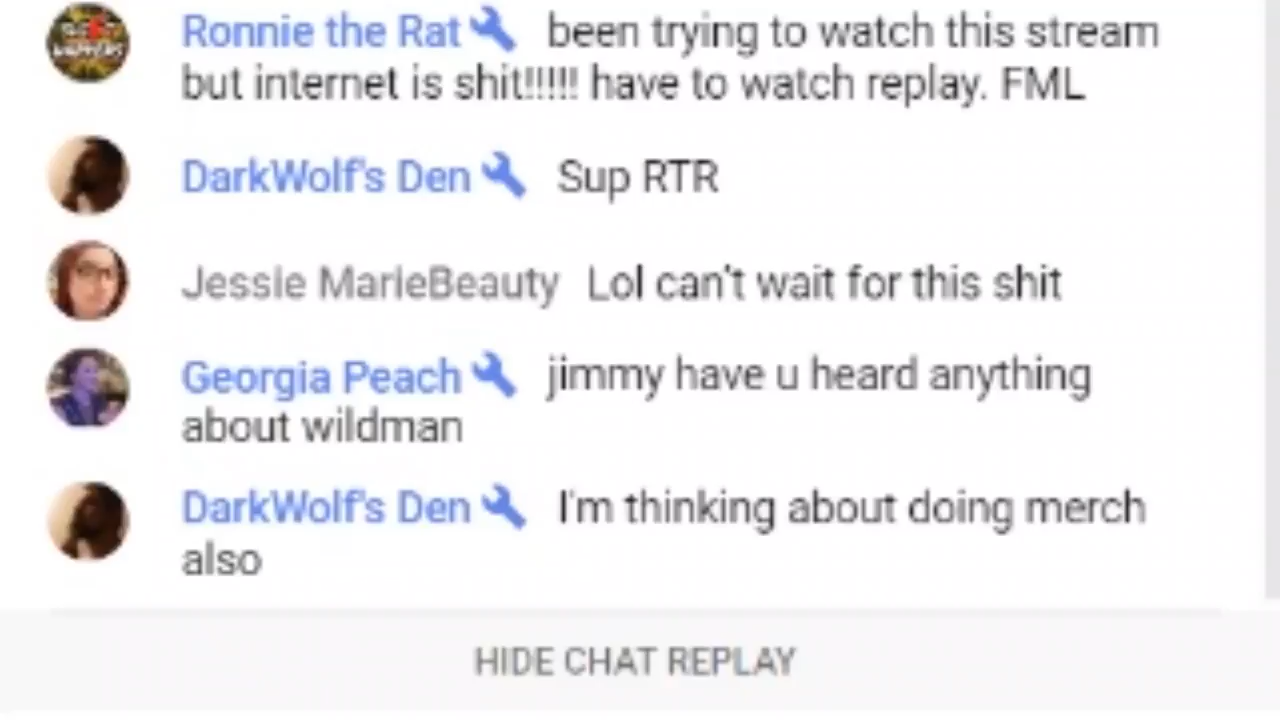 Ronnie the Rat been trying to watch this stream
but internet is shit!!!!! have to watch replay. FML
DarkWolf's Den Sup RTR
Jessie MarieBeauty Lol can't wait for this shit
Georgia Peach jimmy have u heard anything
about wildman
DarkWolf's Den I'm thinking about doing merch
also
HIDE CHAT REPLAY